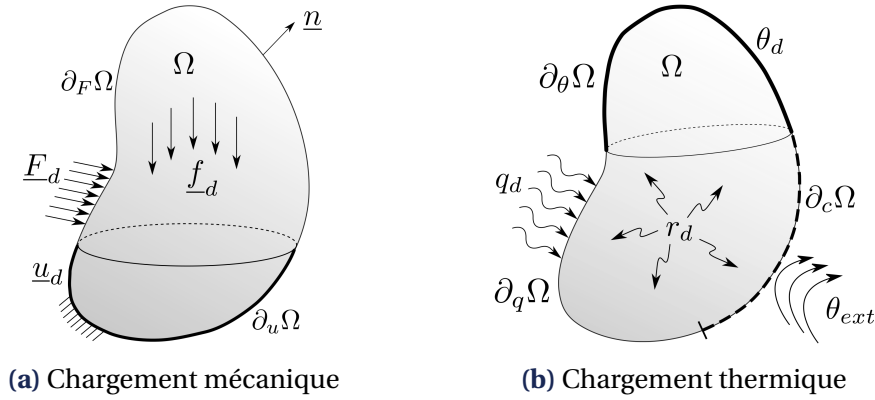 n
Ω
∂_FΩ
F_d
f_d
u_d
∂_uΩ
(a) Chargement mécanique
θ_d
∂_θΩ
Ω
q_d
∂_cΩ
r_d
∂_qΩ
θ_ext
(b) Chargement thermique